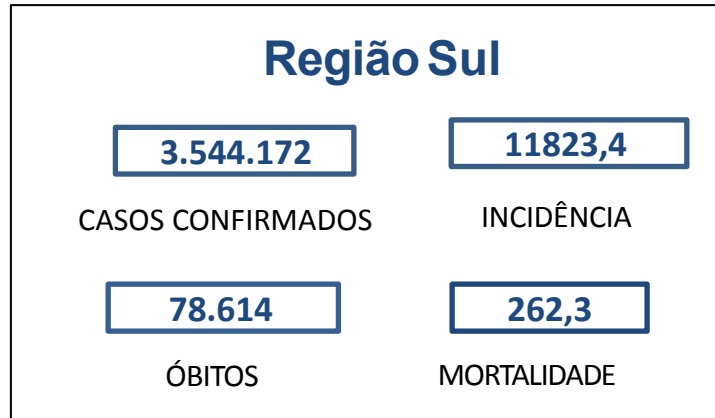 Região Sul
3.544.172
11823,4
CASOS CONFIRMADOS
INCIDÊNCIA
78.614
262,3
ÓBITOS
MORTALIDADE